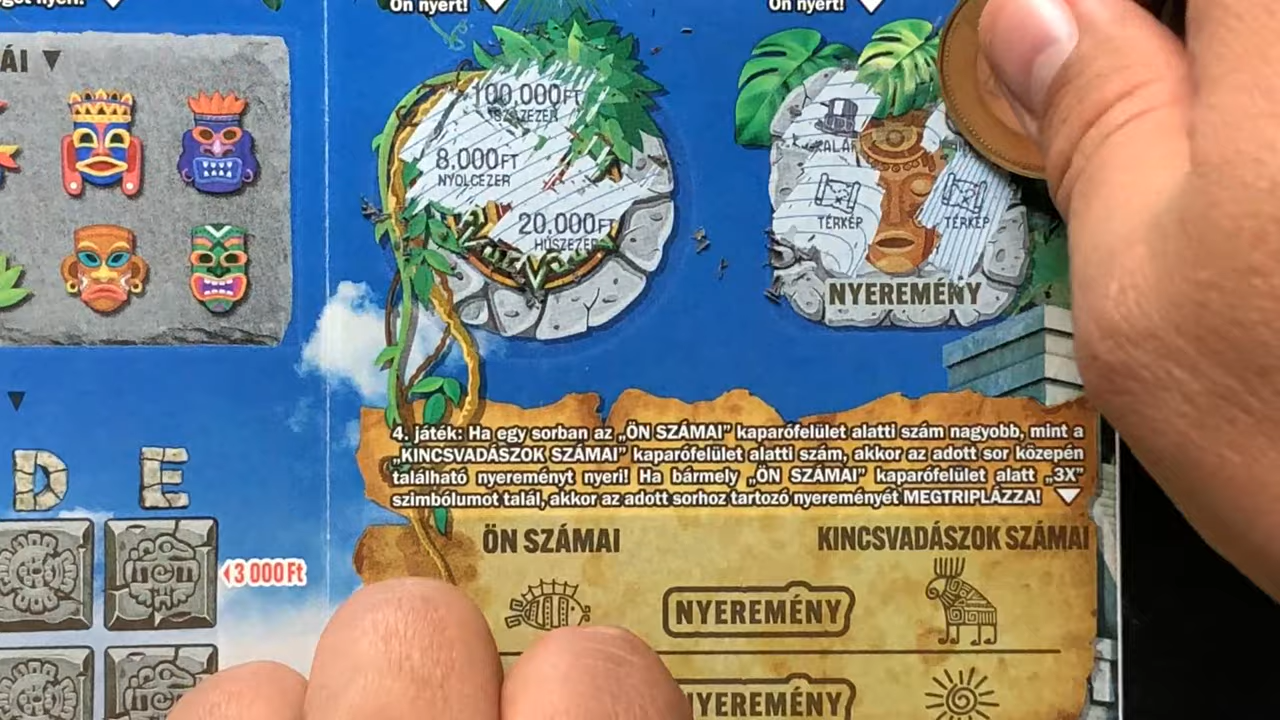 Ön nyert!
Ön nyert!
ÁI
100,000FT
8,000FT
NYOLCEZER
20,000FT
HÚSZEZER
TÉRKÉP
TÉRKÉP
NYEREMÉNY
4. játék: Ha egy sorban az „ÖN SZÁMAI” kaparófelület alatti szám nagyobb, mint a
„KINCSVADÁSZOK SZÁMAI” kaparófelület alatti szám, akkor az adott sor közepén
található nyereményt nyeri! Ha bármely „ÖN SZÁMAI” kaparófelület alatt „3X”
szimbólumot talál, akkor az adott sorhoz tartozó nyereményét MEGTRIPLÁZZA!
D E
3 000 Ft
ÖN SZÁMAI
KINCSVADÁSZOK SZÁMAI
NYEREMÉNY
NYEREMÉNY